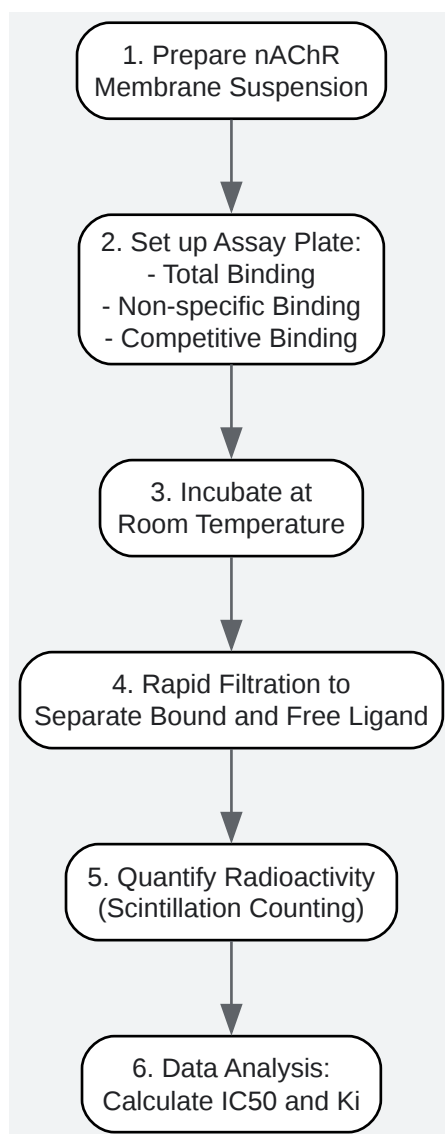 1. Prepare nAChR
Membrane Suspension
2. Set up Assay Plate:
- Total Binding
- Non-specific Binding
- Competitive Binding
3. Incubate at
Room Temperature
4. Rapid Filtration to
Separate Bound and Free Ligand
5. Quantify Radioactivity
(Scintillation Counting)
6. Data Analysis:
Calculate IC50 and Ki